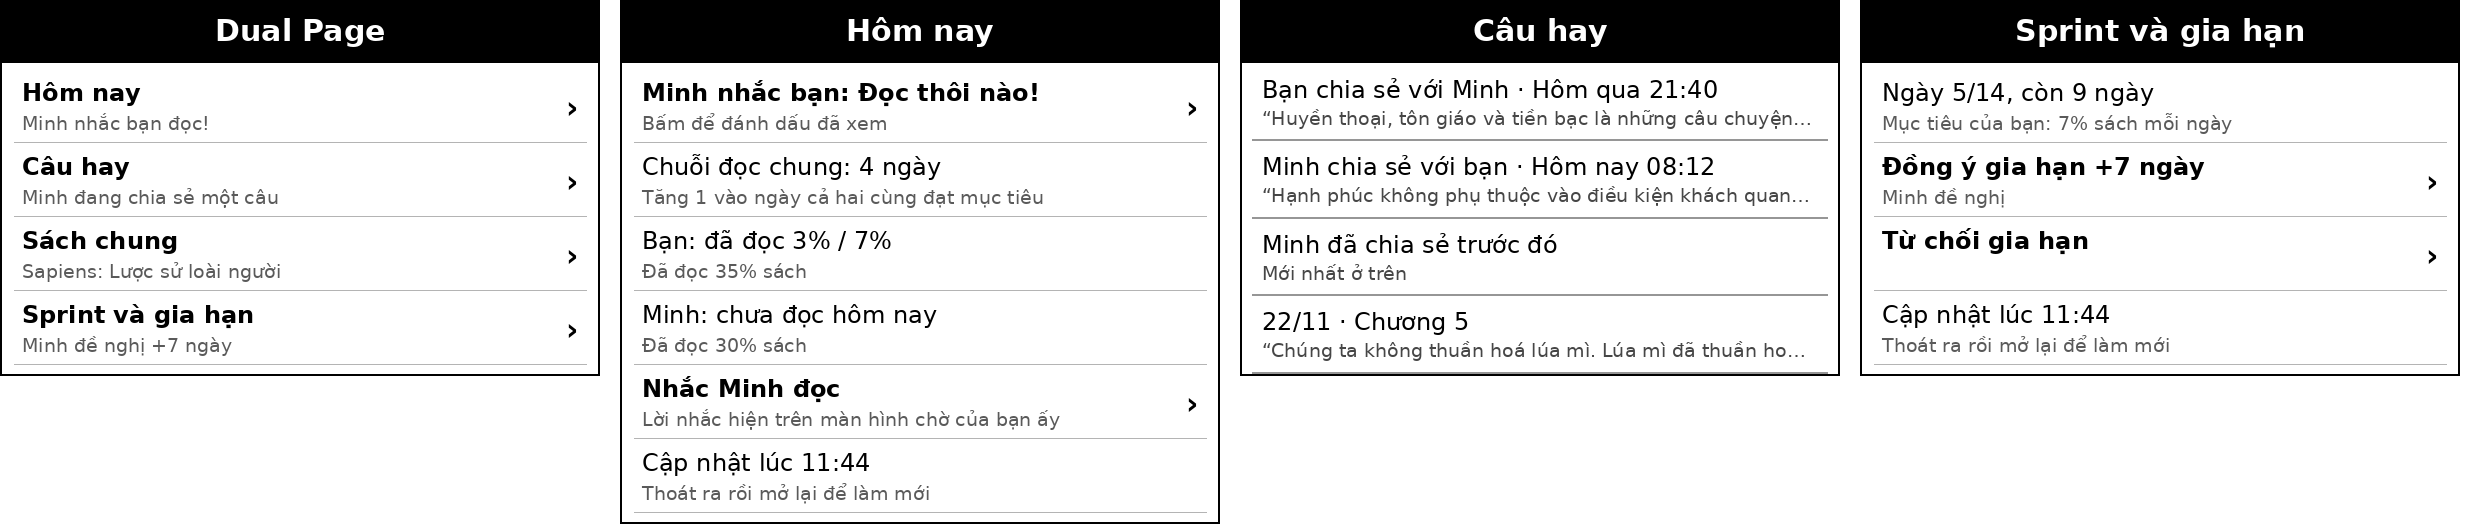 Dual Page
Hôm nay
Minh nhắc bạn đọc!
›
Câu hay
Minh đang chia sẻ một câu
›
Sách chung
Sapiens: Lược sử loài người
›
Sprint và gia hạn
Minh đề nghị +7 ngày
›
Hôm nay
Minh nhắc bạn: Đọc thôi nào!
Bấm để đánh dấu đã xem
›
Chuỗi đọc chung: 4 ngày
Tăng 1 vào ngày cả hai cùng đạt mục tiêu
Bạn: đã đọc 3% / 7%
Đã đọc 35% sách
Minh: chưa đọc hôm nay
Đã đọc 30% sách
Nhắc Minh đọc
Lời nhắc hiện trên màn hình chờ của bạn ấy
›
Cập nhật lúc 11:44
Thoát ra rồi mở lại để làm mới
Câu hay
Bạn chia sẻ với Minh · Hôm qua 21:40
“Huyền thoại, tôn giáo và tiền bạc là những câu chuyện…
Minh chia sẻ với bạn · Hôm nay 08:12
“Hạnh phúc không phụ thuộc vào điều kiện khách quan…
Minh đã chia sẻ trước đó
Mới nhất ở trên
22/11 · Chương 5
“Chúng ta không thuần hoá lúa mì. Lúa mì đã thuần ho…
Sprint và gia hạn
Ngày 5/14, còn 9 ngày
Mục tiêu của bạn: 7% sách mỗi ngày
Đồng ý gia hạn +7 ngày
Minh đề nghị
›
Từ chối gia hạn
›
Cập nhật lúc 11:44
Thoát ra rồi mở lại để làm mới